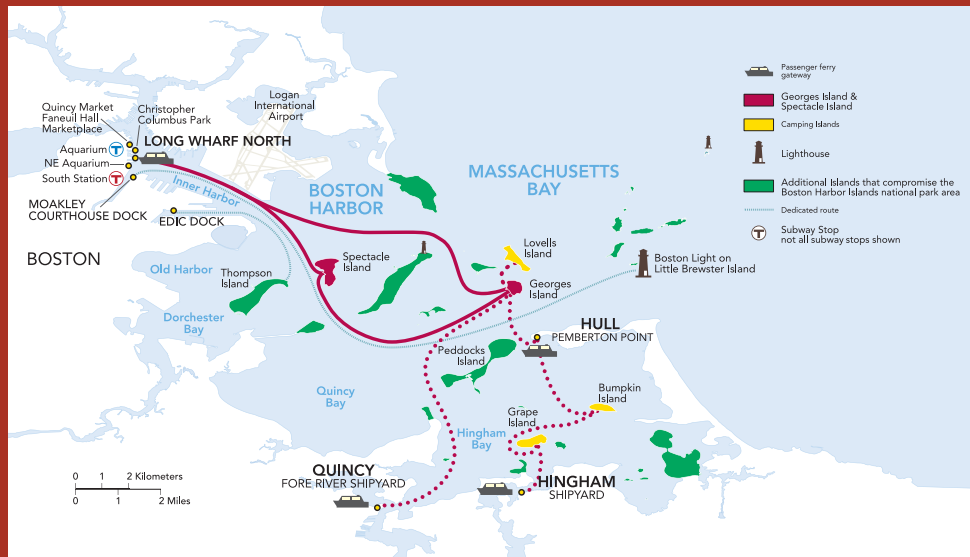 Quincy Market
Faneuil Hall
Marketplace
Christopher
Columbus Park
Logan
International
Airport
Aquarium T
LONG WHARF NORTH
NE Aquarium
South Station T
Inner Harbor
MOAKLEY
COURTHOUSE DOCK
EDIC DOCK
BOSTON
HARBOR
MASSACHUSETTS
BAY
BOSTON
Old Harbor
Thompson
Island
Spectacle
Island
Lovells
Island
Georges
Island
Boston Light on
Little Brewster Island
Dorchester
Bay
HULL
PEMBERTON POINT
Peddocks
Island
Quincy
Bay
Bumpkin
Island
Grape
Island
Hingham
Bay
QUINCY
FORE RIVER SHIPYARD
HINGHAM
SHIPYARD
0 1 2 Kilometers
0 1 2 Miles
Passenger ferry
gateway
Georges Island &
Spectacle Island
Camping Islands
Lighthouse
Additional Islands that compromise the
Boston Harbor Islands national park area
Dedicated route
T
Subway Stop
not all subway stops shown